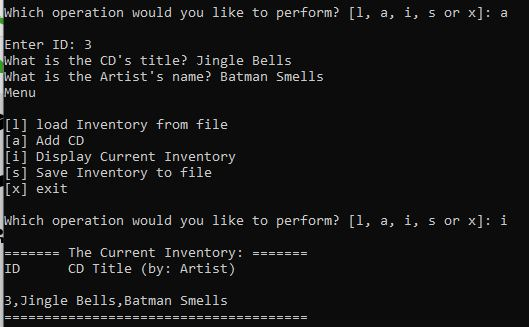 Which operation would you like to perform? [l, a, i, s or x]: a
Enter ID: 3
What is the CD's title? Jingle Bells
What is the Artist's name? Batman Smells
Menu
[l] load Inventory from file
[a] Add CD
[i] Display Current Inventory
[s] Save Inventory to file
[x] exit
Which operation would you like to perform? [l, a, i, s or x]: i
======= The Current Inventory: =======
ID      CD Title (by: Artist)
3,Jingle Bells,Batman Smells
======================================